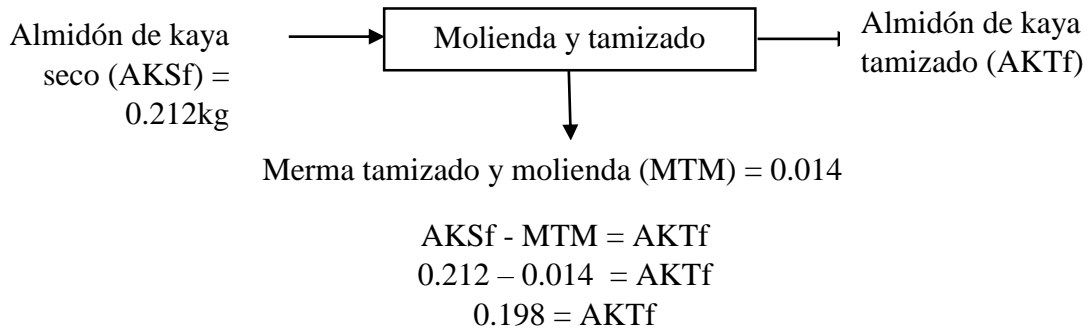 Almidón de kaya
seco (AKSf) =
0.212kg
Molienda y tamizado
Almidón de kaya
tamizado (AKTf)
Merma tamizado y molienda (MTM) = 0.014
AKSf - MTM = AKTf
0.212 – 0.014 = AKTf
0.198 = AKTf